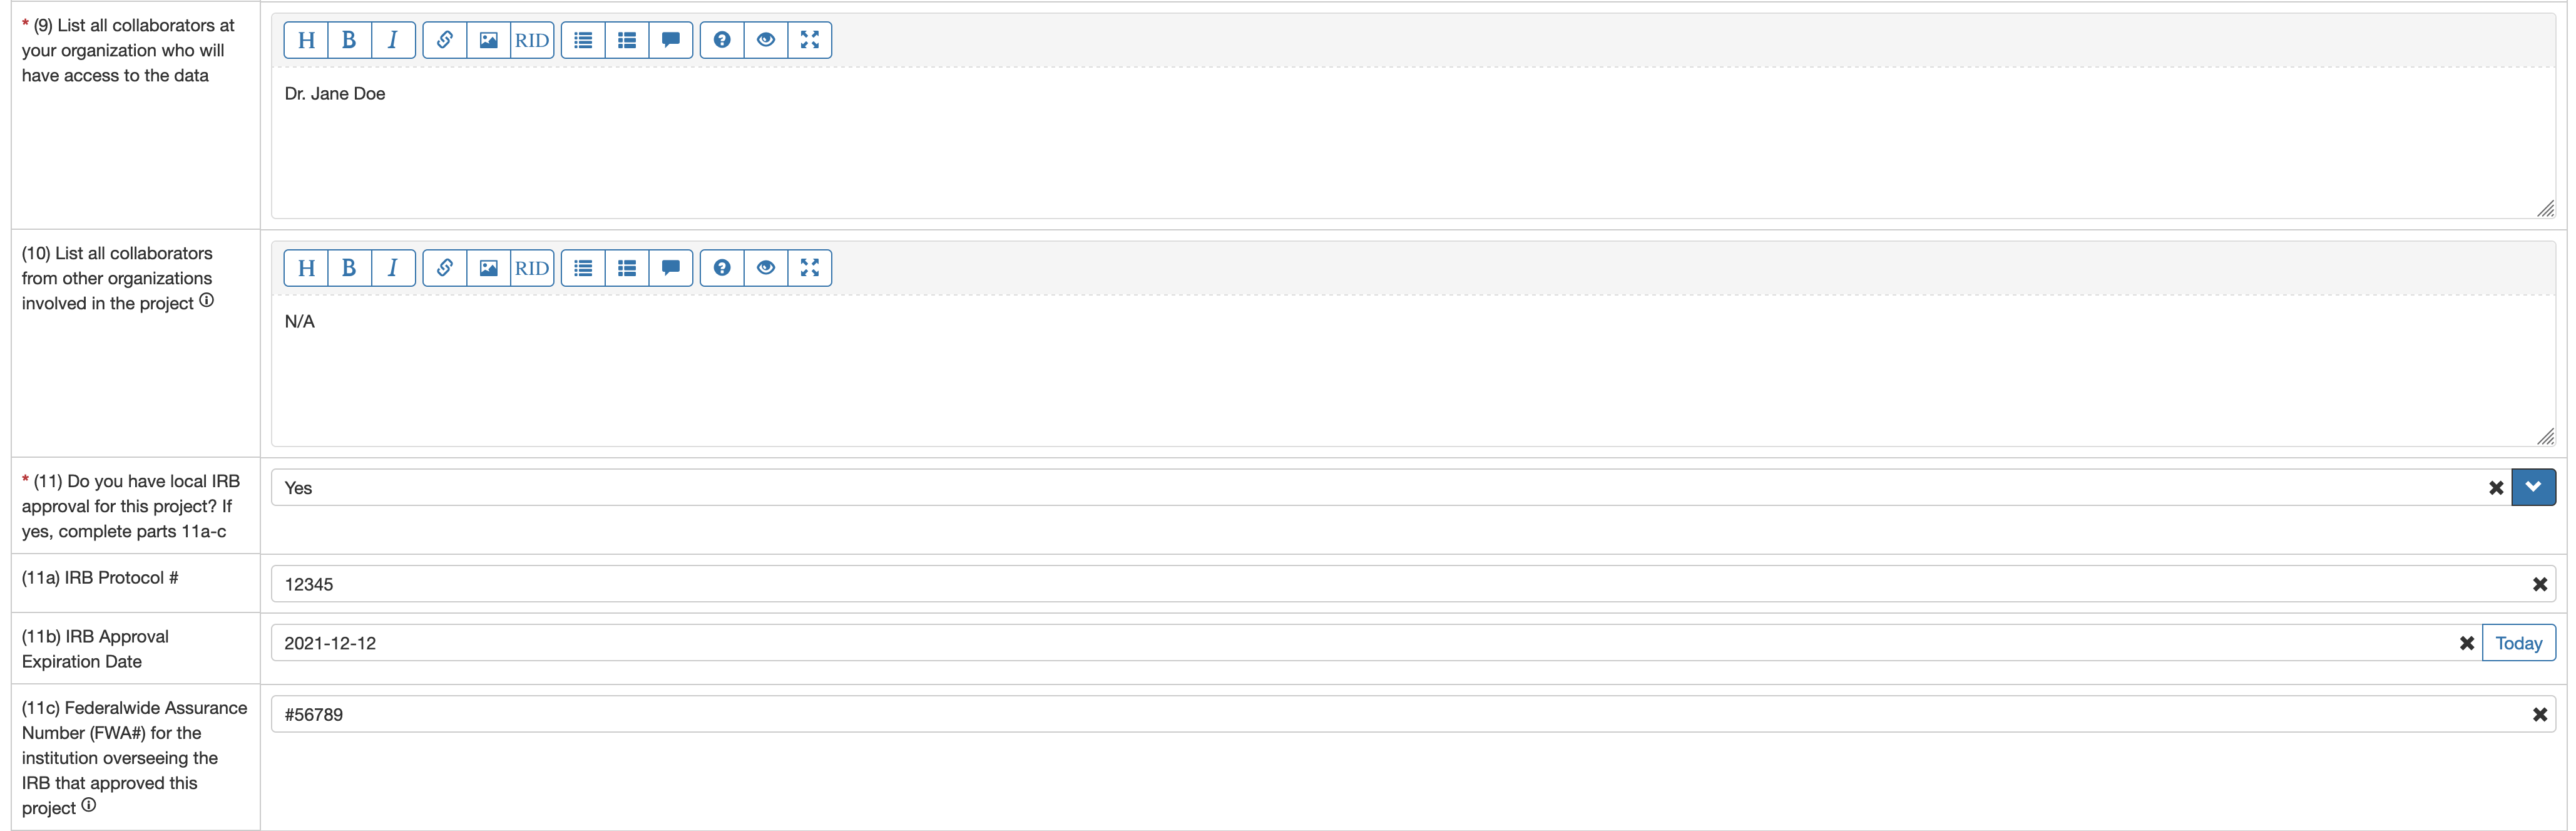 * (9) List all collaborators at
your organization who will
have access to the data
H B I RID
Dr. Jane Doe
(10) List all collaborators
from other organizations
involved in the project
H B I RID
N/A
* (11) Do you have local IRB
approval for this project? If
yes, complete parts 11a-c
Yes
(11a) IRB Protocol #
12345
(11b) IRB Approval
Expiration Date
2021-12-12
Today
(11c) Federalwide Assurance
Number (FWA#) for the
institution overseeing the
IRB that approved this
project
#56789